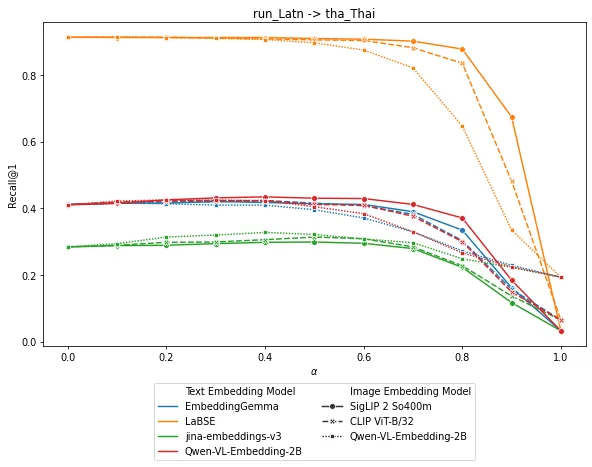 run_Latn -> tha_Thai
Recall@1
0.8
0.6
0.4
0.2
0.0
0.0 0.2 0.4 0.6 0.8 1.0
α
Text Embedding Model
EmbeddingGemma
LaBSE
jina-embeddings-v3
Qwen-VL-Embedding-2B
Image Embedding Model
SigLIP 2 So400m
CLIP ViT-B/32
Qwen-VL-Embedding-2B